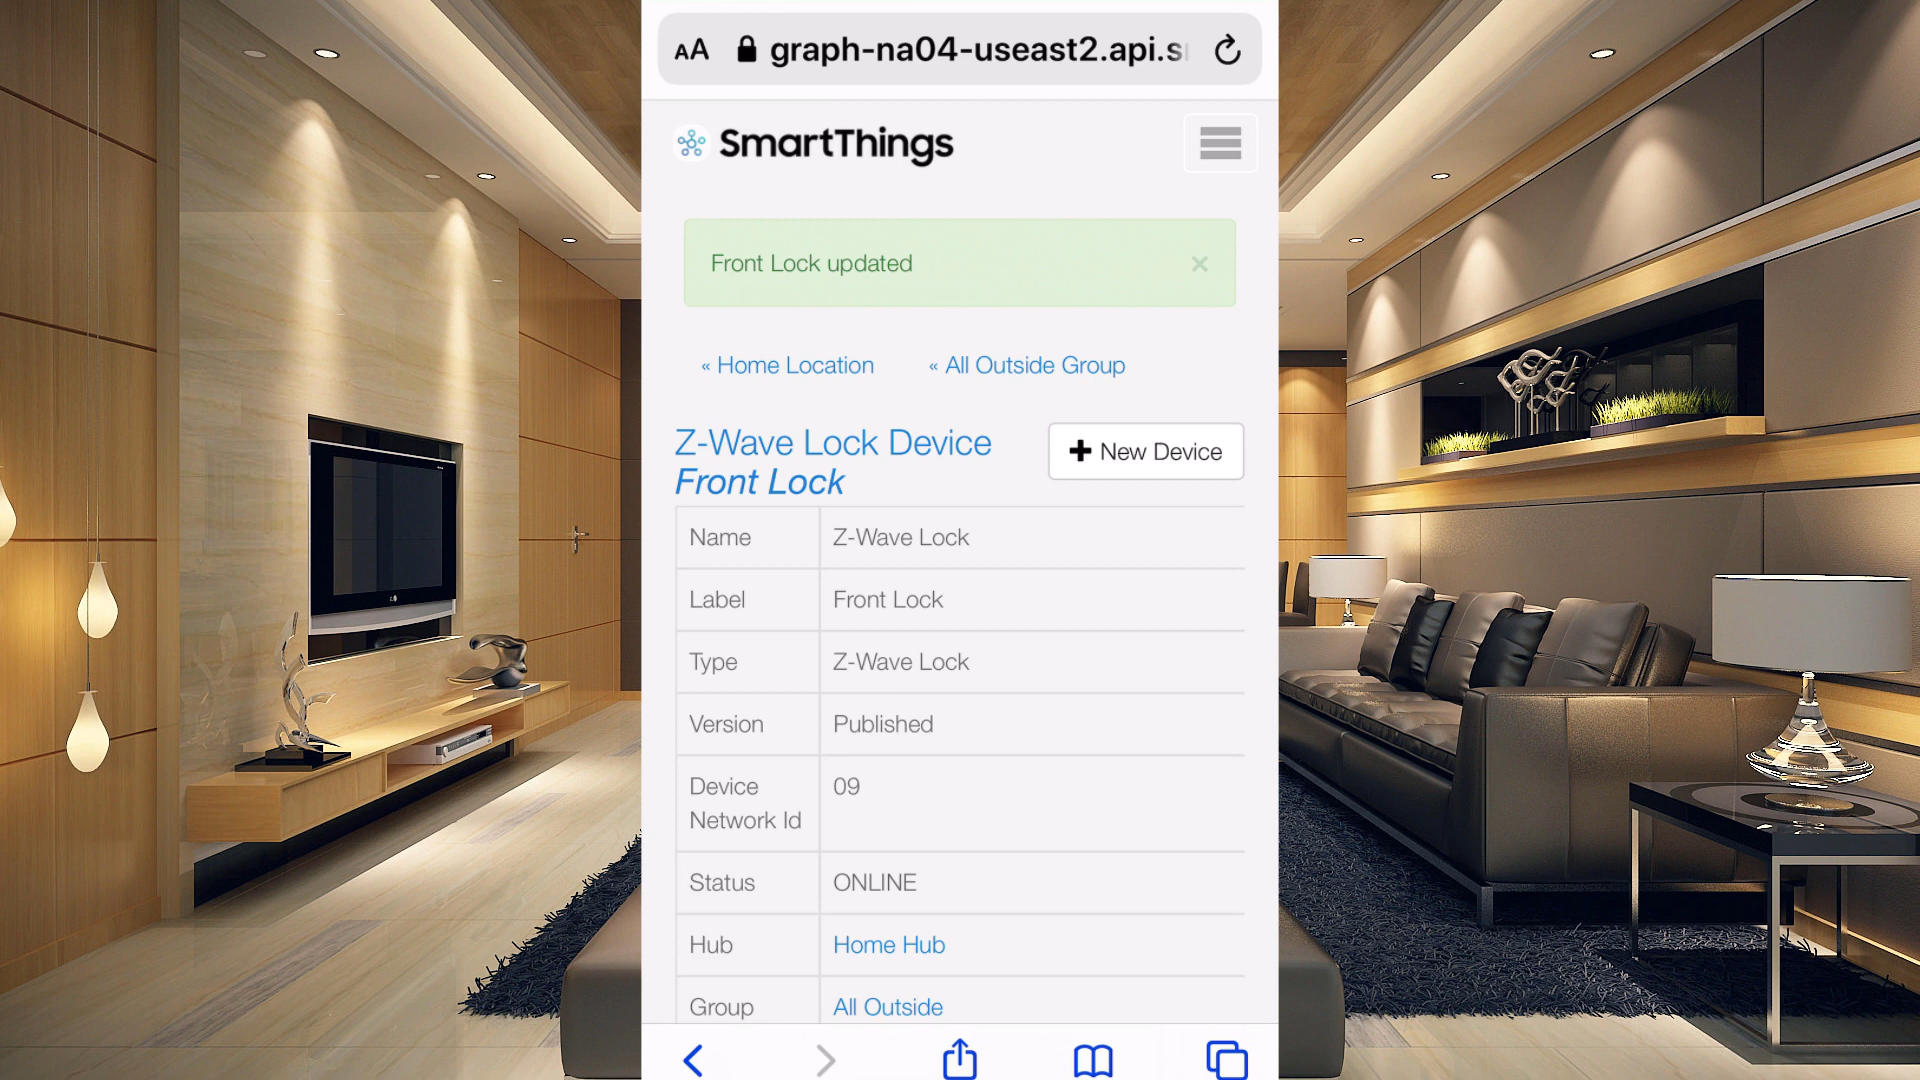 AA graph-na04-useast2.api.s
SmartThings
Front Lock updated ×
« Home Location « All Outside Group
Z-Wave Lock Device
Front Lock
New Device
Name Z-Wave Lock
Label Front Lock
Type Z-Wave Lock
Version Published
Device
Network Id
09
Status ONLINE
Hub Home Hub
Group All Outside